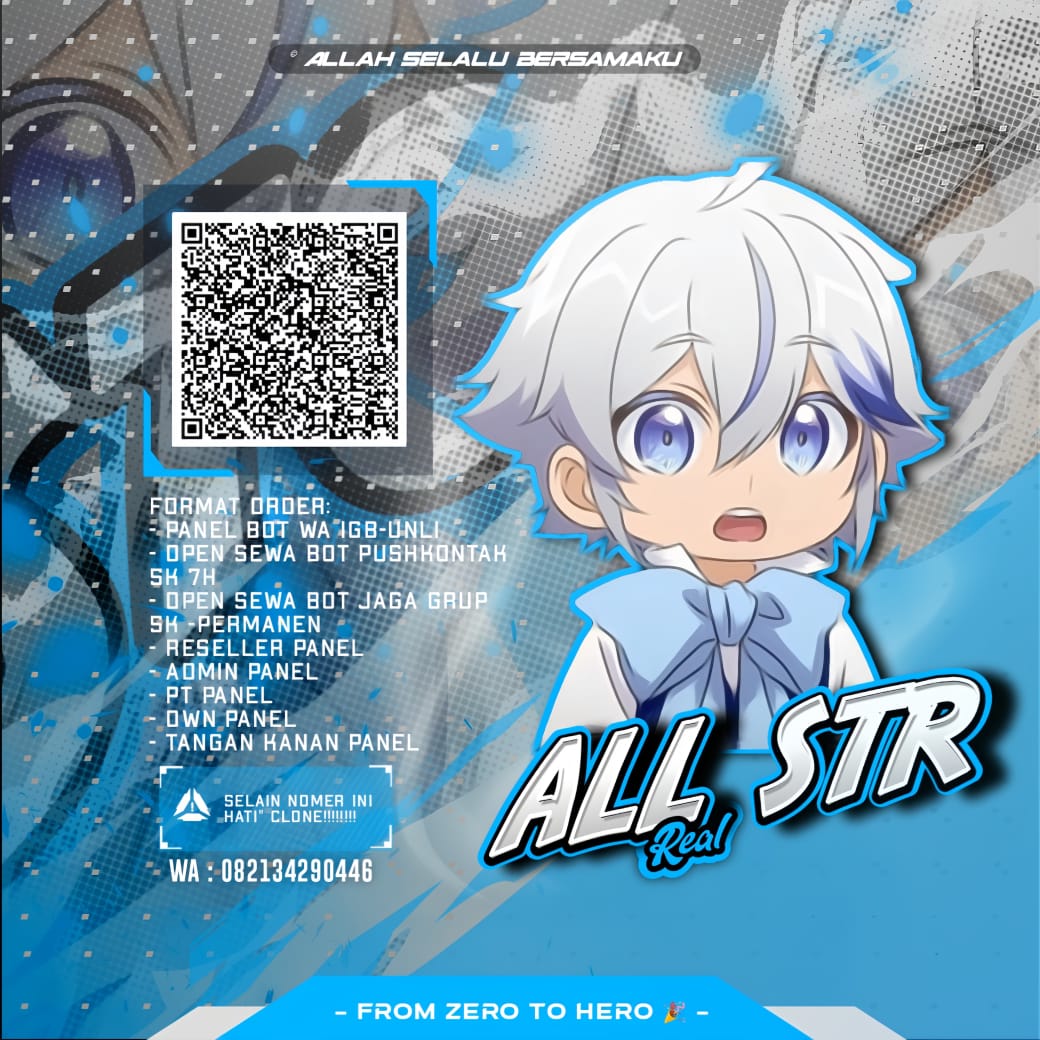 © ALLAH SELALU BERSAMAKU
FORMAT ORDER:
- PANEL BOT WA 1GB-UNLI
- OPEN SEWA BOT PUSHKONTAK
5K 7H
- OPEN SEWA BOT JAGA GRUP
5K -PERMANEN
- RESELLER PANEL
- ADMIN PANEL
- PT PANEL
- OWN PANEL
- TANGAN KANAN PANEL
SELAIN NOMER INI
HATI" CLONE!!!!!!!!
WA : 082134290446
ALL STR
Real
- FROM ZERO TO HERO 🎉 -